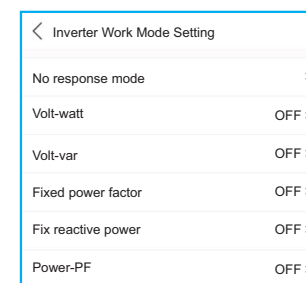 Inverter Work Mode Setting
No response mode
Volt-watt OFF
Volt-var OFF
Fixed power factor OFF
Fix reactive power OFF
Power-PF OFF